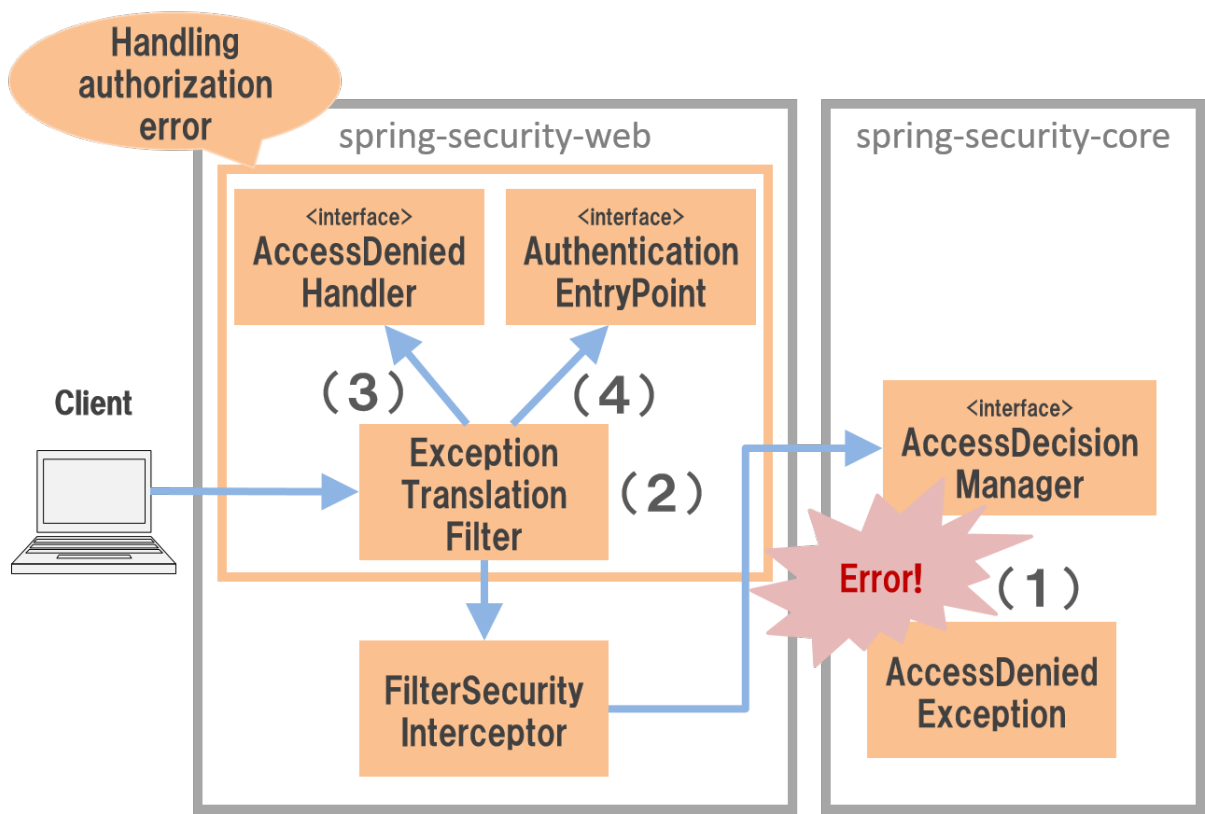 Handling
authorization
error
spring-security-web
spring-security-core
<interface>
AccessDenied
Handler
<interface>
Authentication
EntryPoint
（3）
（4）
Client
<interface>
AccessDecision
Manager
Exception
Translation
Filter
（2）
Error!
（1）
FilterSecurity
Interceptor
AccessDenied
Exception